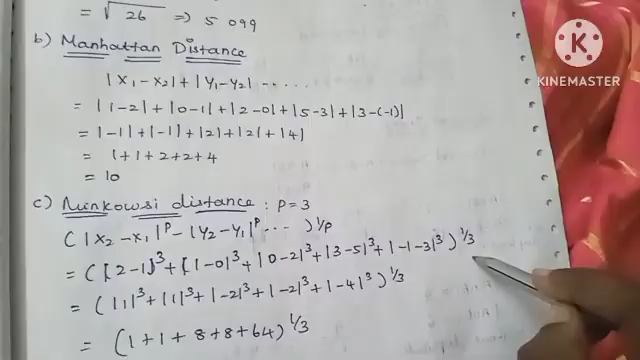 = √26 => 5 099
b) Manhattan Distance
|x₁-x₂|+|y₁-y₂| ......
= |1-2|+|0-1|+|2-0|+|5-3|+|3-(-1)|
= |-1|+|-1|+|2|+|2|+|4|
= 1+1+2+2+4
= 10
c) Minkowsi distance : P=3
(|x₂-x₁|ᴾ-|y₂-y₁|ᴾ...)1/p
= (|2-1|³+|1-0|³+|0-2|³+|3-5|³+|-1-3|³)1/3
= (|1|³+|1|³+|-2|³+|-2|³+|-4|³)1/3
= (1+1+8+8+64)1/3
K
KINEMASTER